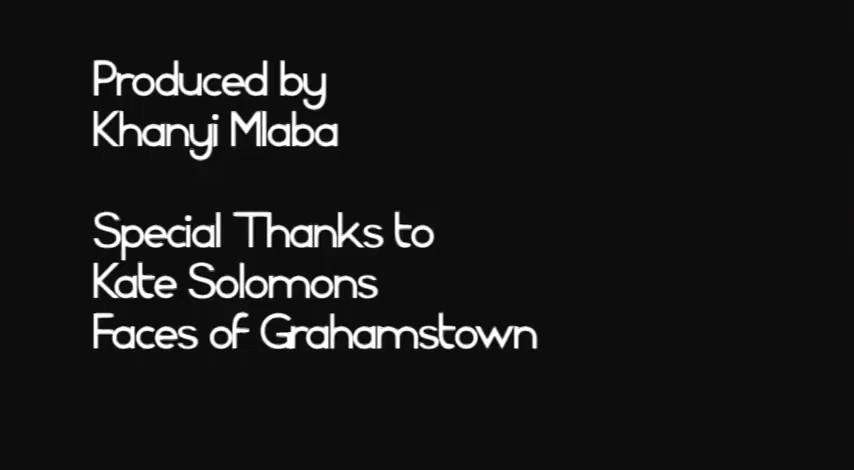 Produced by
Khanyi Mlaba
Special Thanks to
Kate Solomons
Faces of Grahamstown